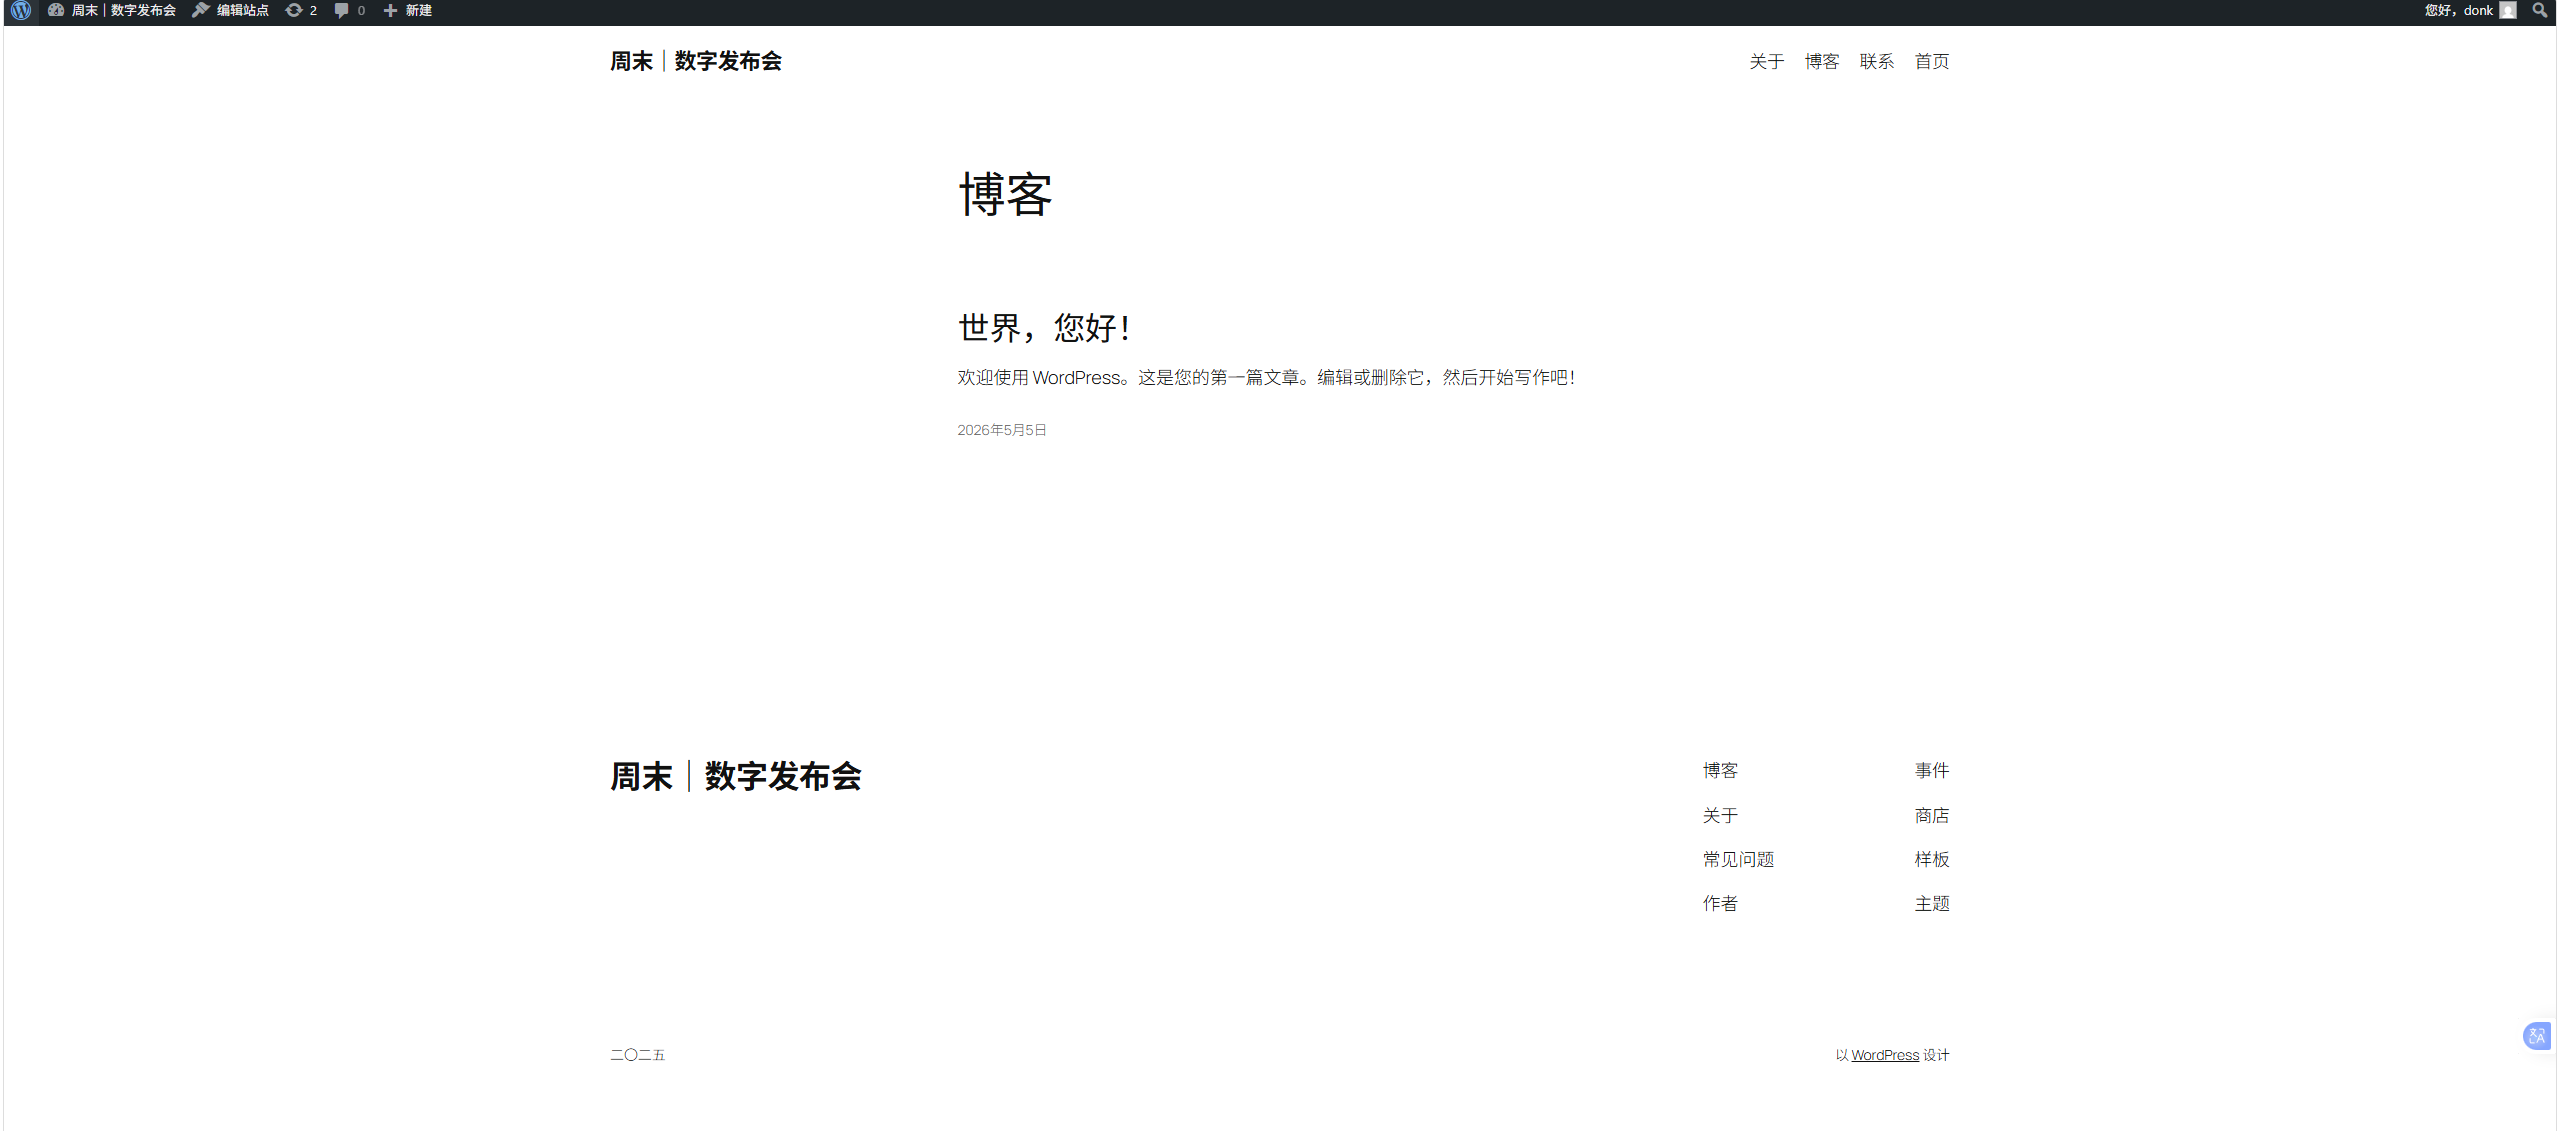 周末｜数字发布会 编辑站点 2 0 新建 您好，donk
周末｜数字发布会 关于 博客 联系 首页
博客
世界，您好！
欢迎使用 WordPress。这是您的第一篇文章。编辑或删除它，然后开始写作吧！
2026年5月5日
周末｜数字发布会
博客 事件
关于 商店
常见问题 样板
作者 主题
二〇二五 以 WordPress 设计